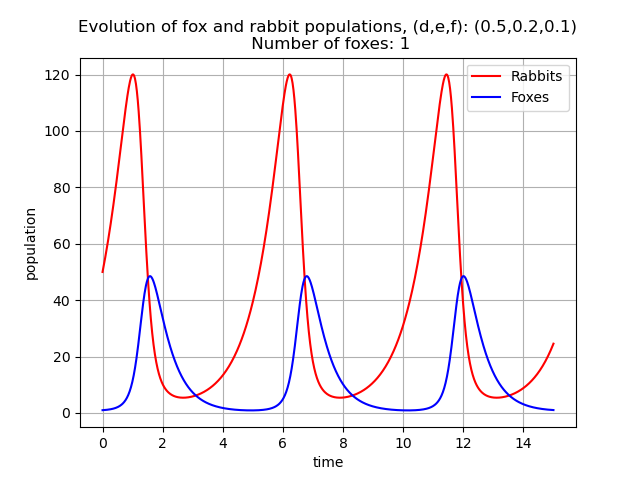 Evolution of fox and rabbit populations, (d,e,f): (0.5,0.2,0.1)
Number of foxes: 1
Rabbits
Foxes
120
100
80
60
40
20
0
population
0 2 4 6 8 10 12 14
time